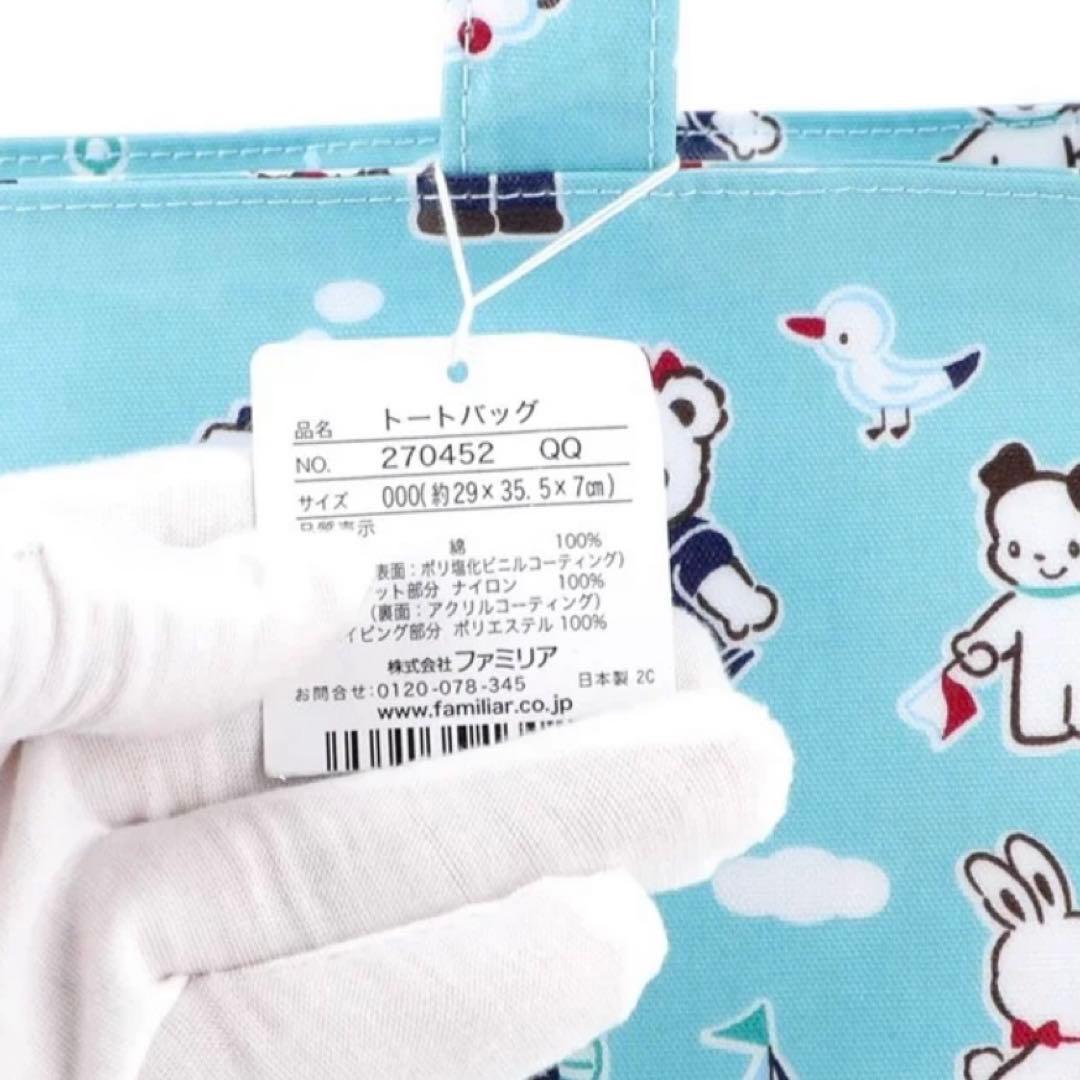 品名 トートバッグ
NO. 270452 QQ
サイズ 000(約29×35.5×7㎝)
品質表示
綿 100%
表面：ポリ塩化ビニルコーティング)
ット部分 ナイロン 100%
(裏面：アクリルコーティング)
イピング部分 ポリエステル 100%
株式会社 ファミリア
お問合せ：0120-078-345 日本製 2C
www.familiar.co.jp